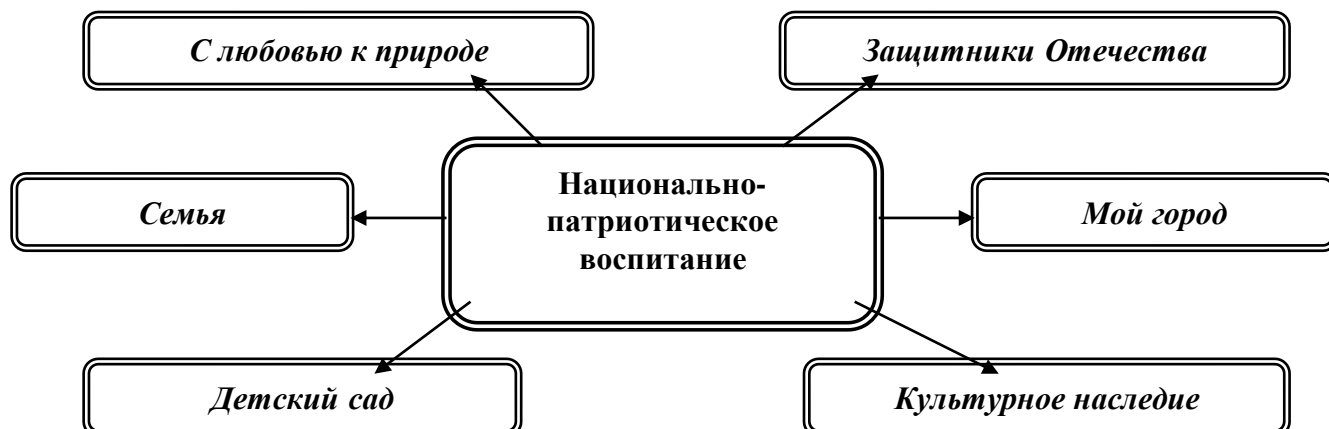 С любовью к природе
Защитники Отечества
Национально-
патриотическое
воспитание
Семья
Мой город
Детский сад
Культурное наследие